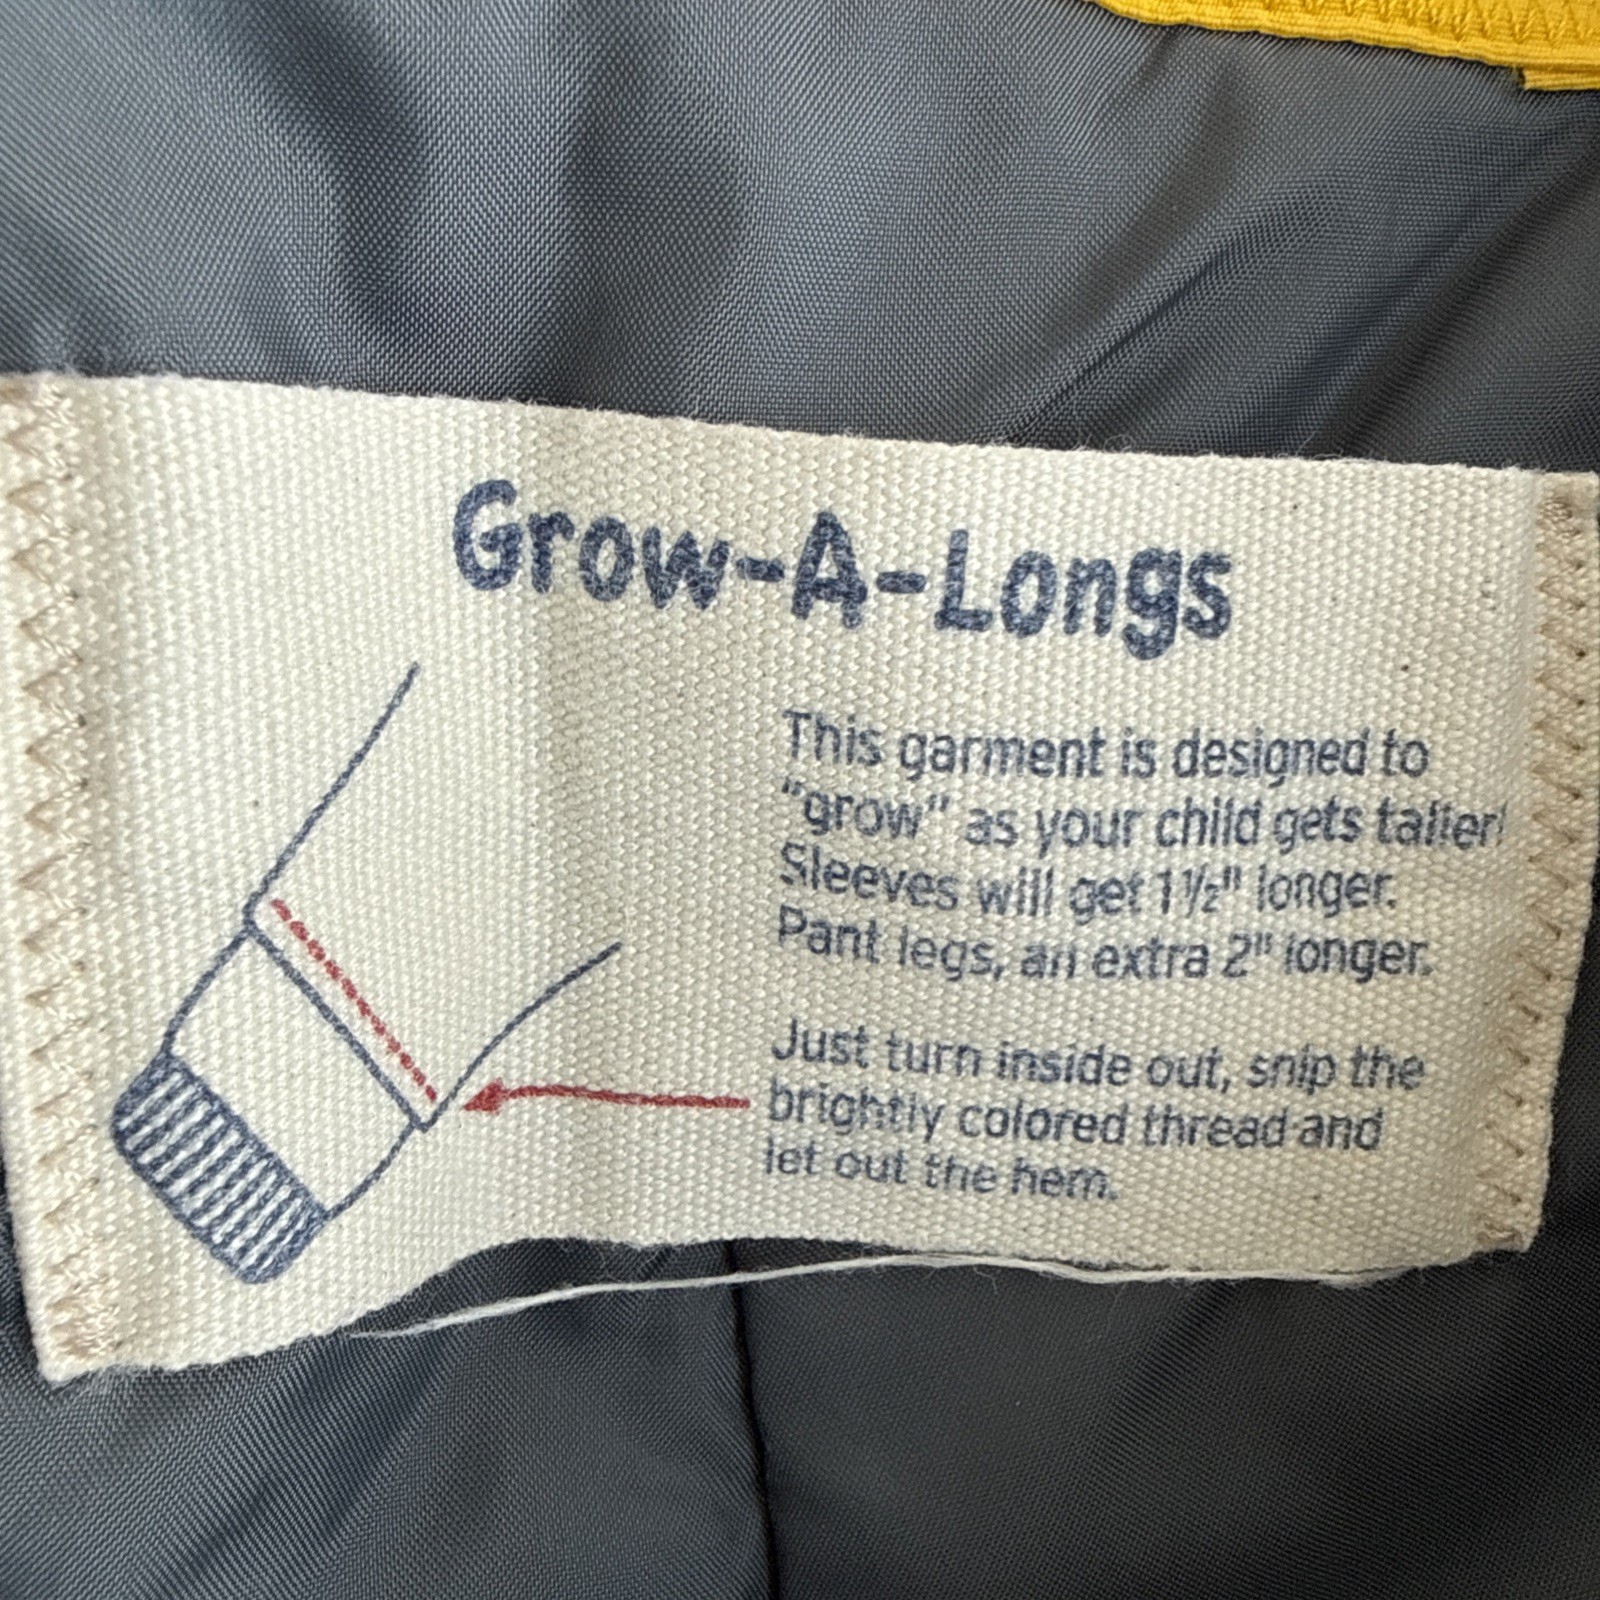 Grow-A-Longs
This garment is designed to
"grow" as your child gets taller!
Sleeves will get 1½" longer.
Pant legs, an extra 2" longer.
Just turn inside out, snip the
brightly colored thread and
let out the hem.